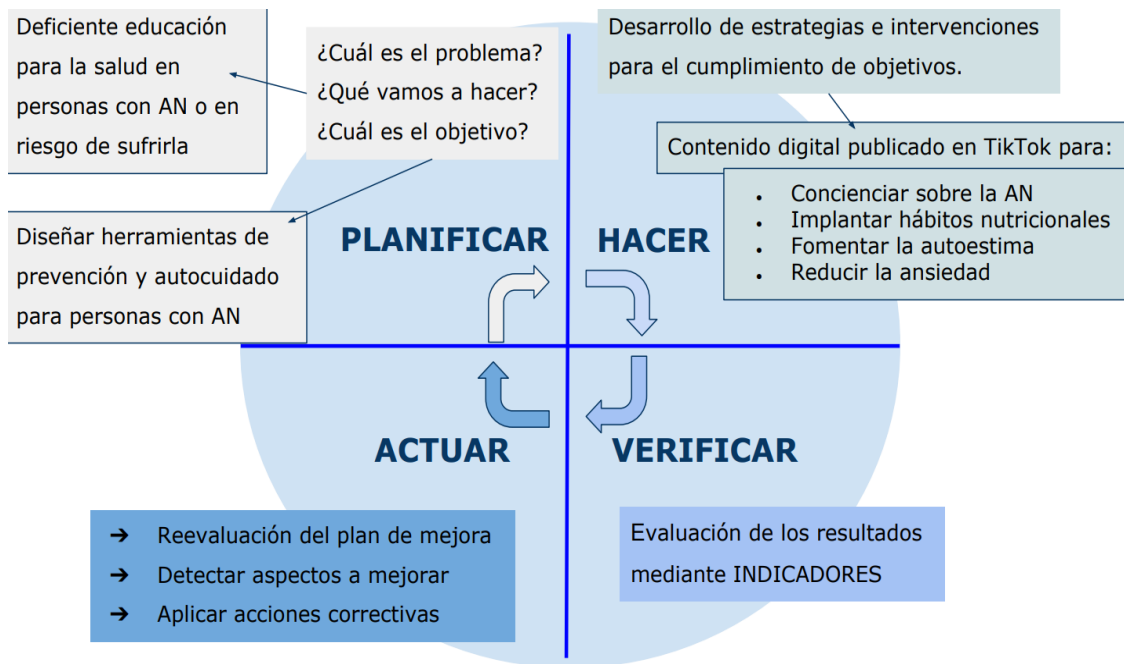 Deficiente educación
para la salud en
personas con AN o en
riesgo de sufrirla
¿Cuál es el problema?
¿Qué vamos a hacer?
¿Cuál es el objetivo?
Diseñar herramientas de
prevención y autocuidado
para personas con AN
PLANIFICAR
Desarrollo de estrategias e intervenciones
para el cumplimiento de objetivos.
Contenido digital publicado en TikTok para:
• Concienciar sobre la AN
• Implantar hábitos nutricionales
• Fomentar la autoestima
• Reducir la ansiedad
HACER
ACTUAR
➔ Reevaluación del plan de mejora
➔ Detectar aspectos a mejorar
➔ Aplicar acciones correctivas
VERIFICAR
Evaluación de los resultados
mediante INDICADORES